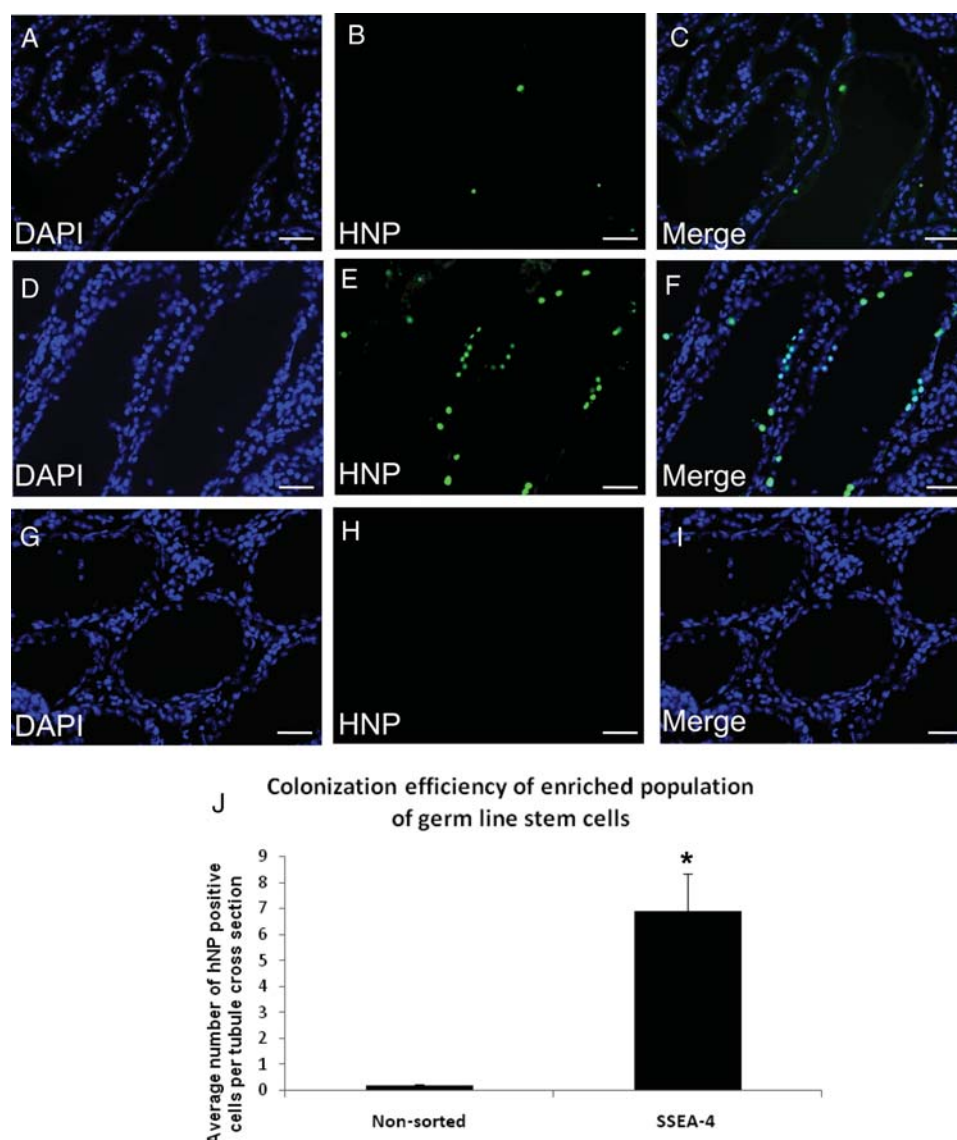 A
DAPI
B
HNP
C
Merge
D
DAPI
E
HNP
F
Merge
G
DAPI
H
HNP
I
Merge
J
Colonization efficiency of enriched population
of germ line stem cells
Average number of hNP positive
cells per tubule cross section
9
8
7
6
5
4
3
2
1
0
*
Non-sorted
SSEA-4